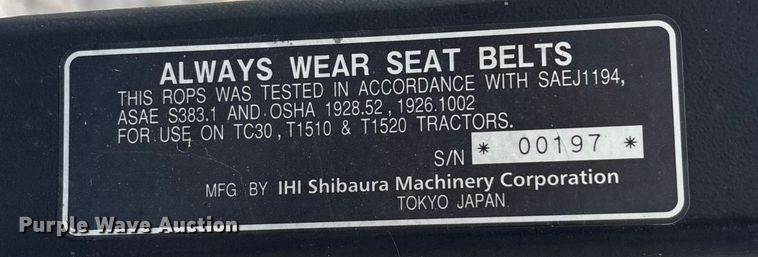 ALWAYS WEAR SEAT BELTS
THIS ROPS WAS TESTED IN ACCORDANCE WITH SAEJ1194,
ASAE S383.1 AND OSHA 1928.52, 1926.1002
FOR USE ON TC30, T1510 & T1520 TRACTORS.
S/N * 00197 *
MFG BY IHI Shibaura Machinery Corporation
TOKYO JAPAN
Purple Wave Auction